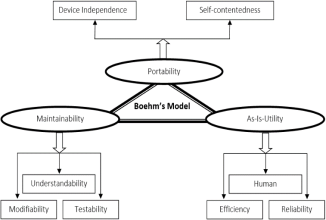 Device Independence
Self-contentedness
Portability
Boehm's Model
Maintainability
As-Is-Utility
Understandability
Human
Modifiability
Testability
Efficiency
Reliability